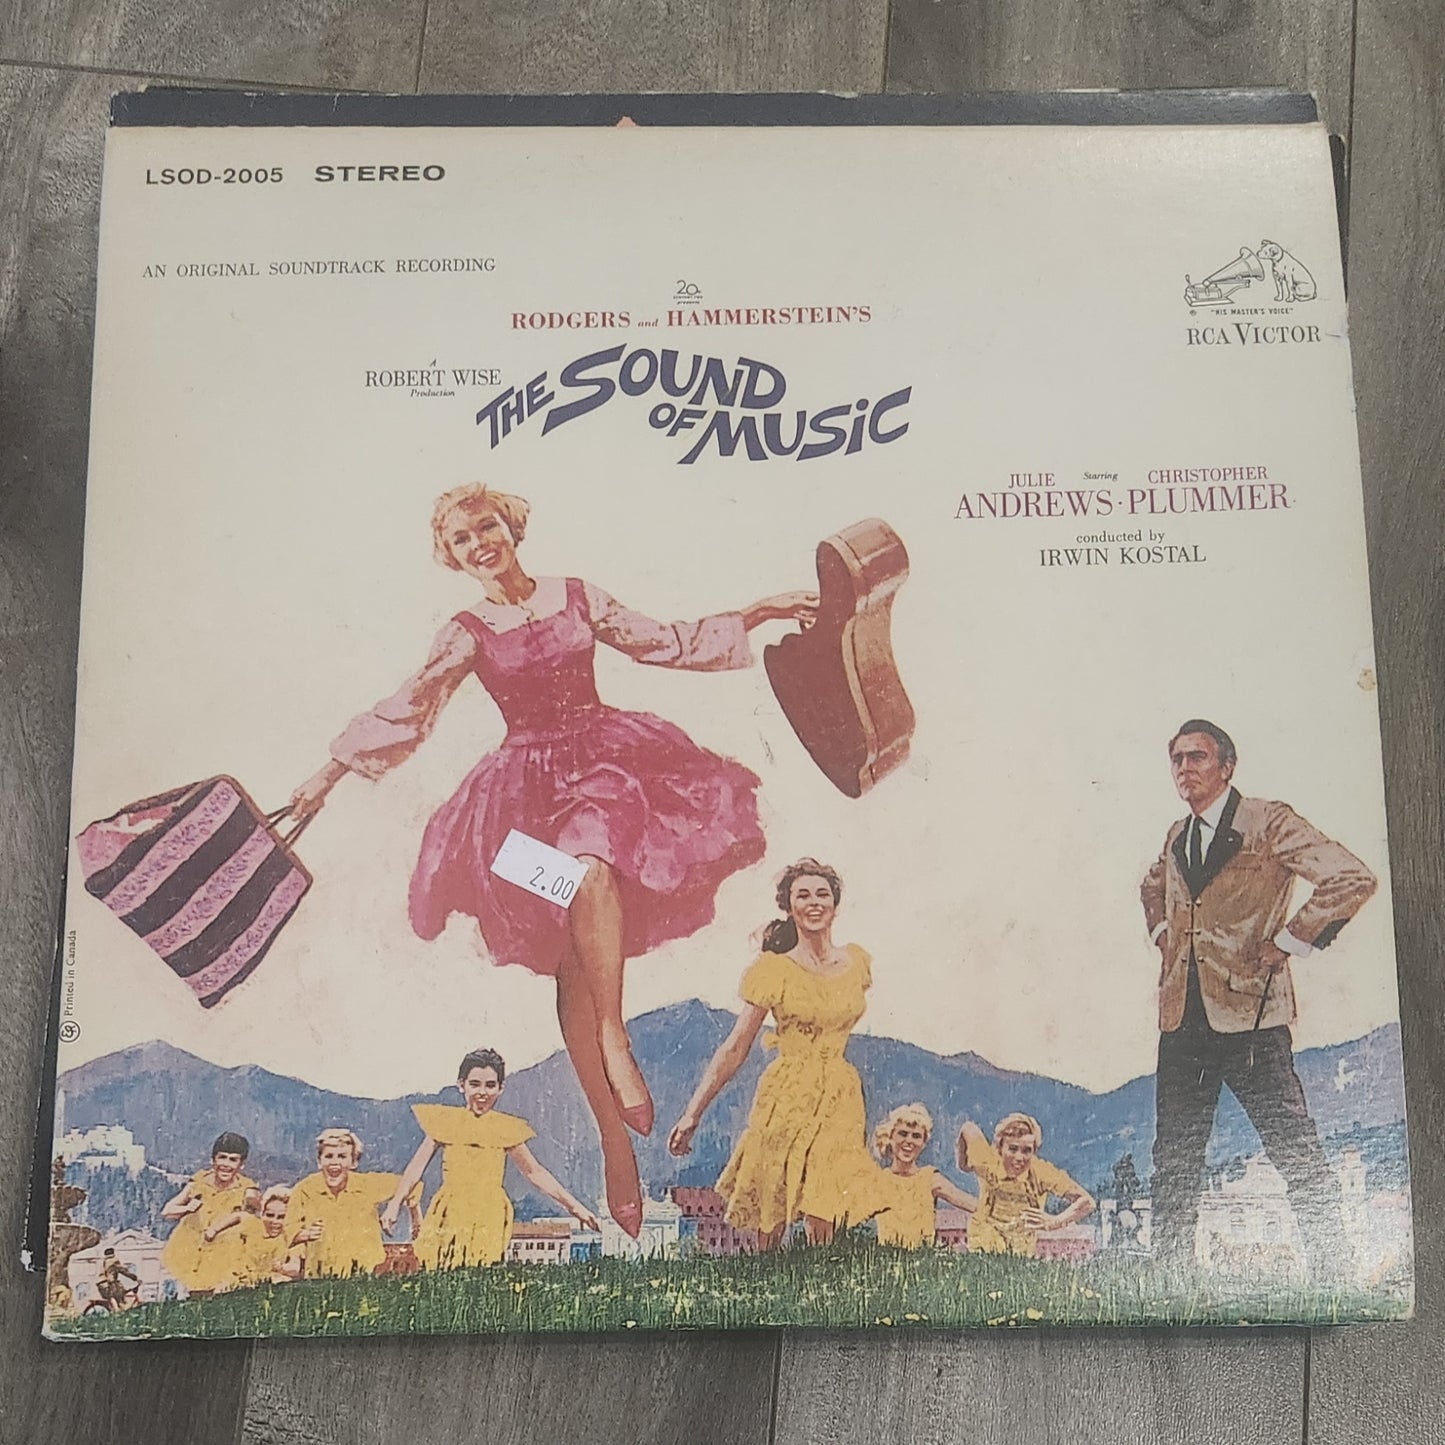 LSOD-2005 STEREO
AN ORIGINAL SOUNDTRACK RECORDING
20
presents
RODGERS and HAMMERSTEIN'S
A
ROBERT WISE
Production
THE SOUND
OF MUSIC
"HIS MASTER'S VOICE"
RCA VICTOR
Starring
JULIE CHRISTOPHER
ANDREWS · PLUMMER
conducted by
IRWIN KOSTAL
2.00
Printed in Canada